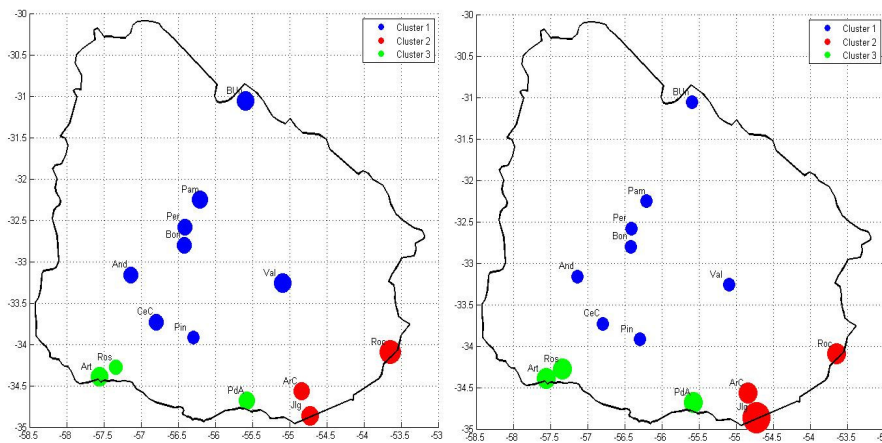 -30
Cluster 1
Cluster 2
Cluster 3
-30.5
BUn
-31
-31.5
-32
Pam
-32.5
Per
Bon
-33
And
Val
-33.5
CeC
Pin
-34
Roc
Ros
Art
-34.5
PdA
ArC
Jlg
-35
-58.5 -58 -57.5 -57 -56.5 -56 -55.5 -55 -54.5 -54 -53.5 -53
-30
Cluster 1
Cluster 2
Cluster 3
-30.5
BUn
-31
-31.5
-32
Pam
-32.5
Per
Bon
-33
And
Val
-33.5
CeC
Pin
-34
Roc
Ros
Art
-34.5
PdA
ArC
Jlg
-35
-58.5 -58 -57.5 -57 -56.5 -56 -55.5 -55 -54.5 -54 -53.5 -53